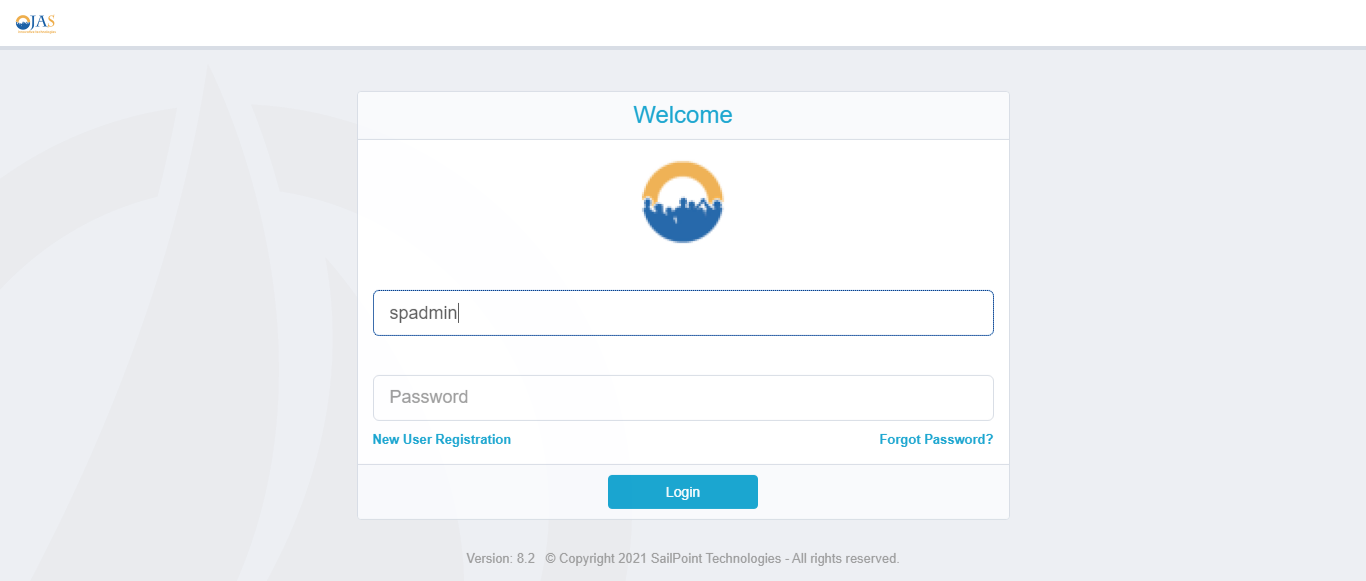 OJAS
Welcome
spadmin
Password
New User Registration
Forgot Password?
Login
Version: 8.2 © Copyright 2021 SailPoint Technologies - All rights reserved.